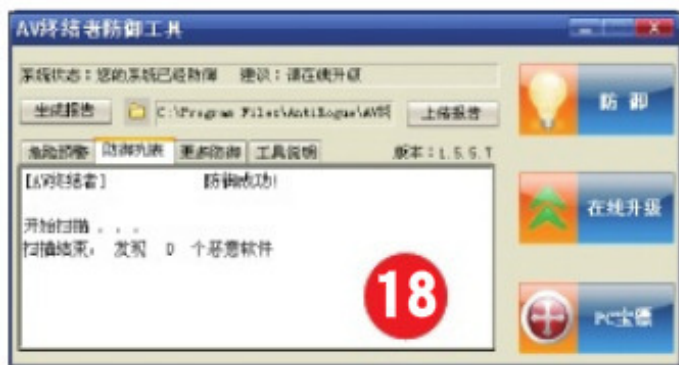 AV终结者防御工具
系统状态：您的系统已经防御 建议：请在线升级
生成报告 C:\Program Files\AntiRogue\AV终 上传报告
危险预警 防御列表 更多防御 工具说明 版本：1.5.5.7
【AV终结者】 防御成功!
开始扫描 . . .
扫描结束： 发现 0 个恶意软件
18
防 御
在线升级
PC宝镖